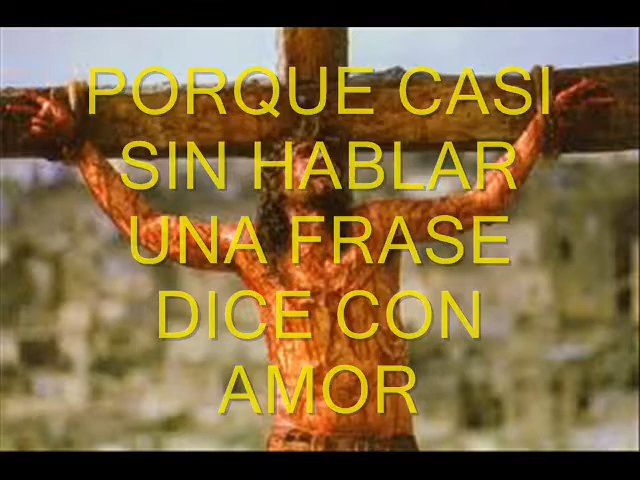 PORQUE CASI
SIN HABLAR
UNA FRASE
DICE CON
AMOR